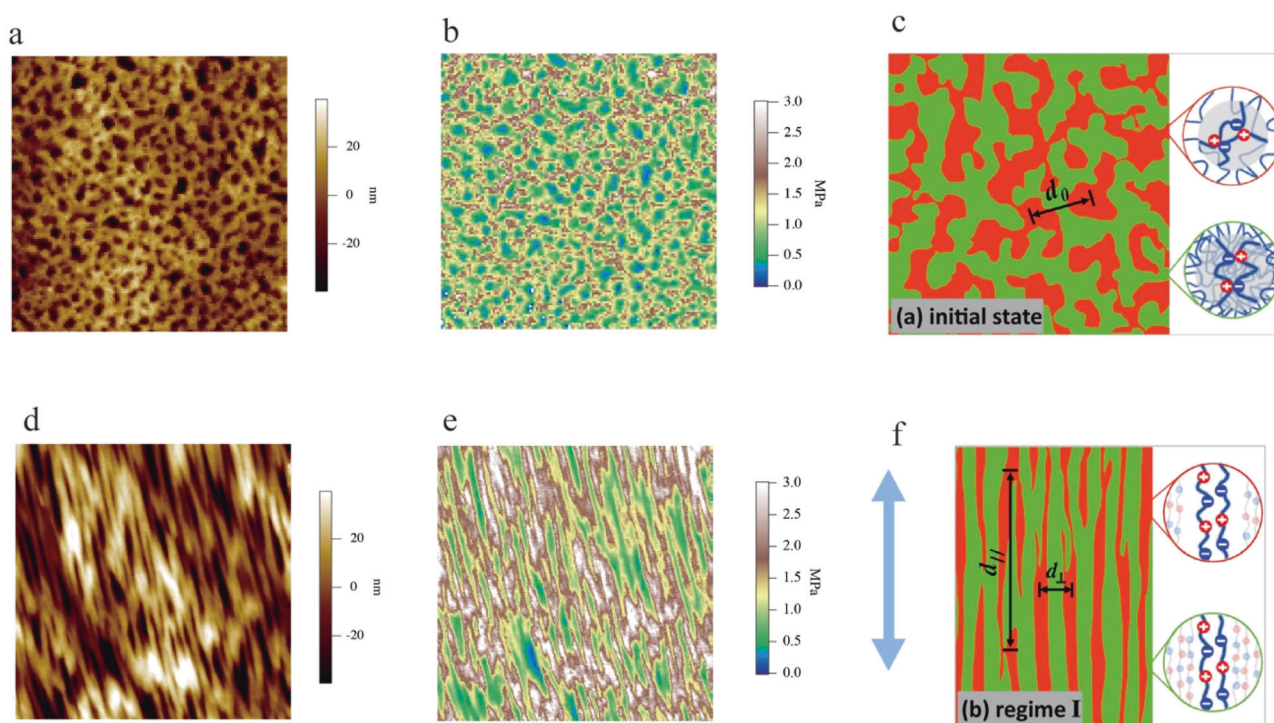 a
20
0
-20
nm
b
3.0
2.5
2.0
1.5
1.0
0.5
0.0
MPa
c
d₀
(a) initial state
+
−
+
−
+
−
+
−
d
20
0
-20
nm
e
3.0
2.5
2.0
1.5
1.0
0.5
0.0
MPa
f
d//
d⊥
(b) regime I
+
−
−
+
+
−
−
+
+
−
−
+
+
−